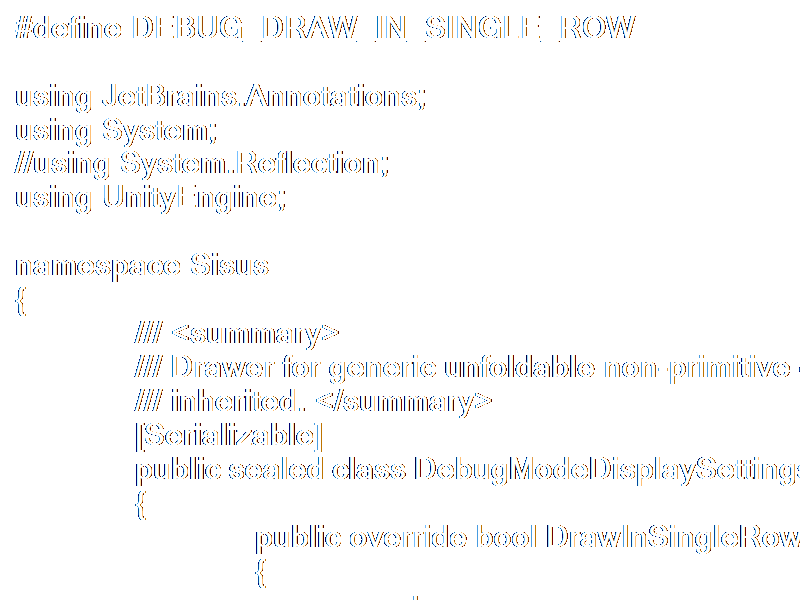 #define DEBUG_DRAW_IN_SINGLE_ROW
using JetBrains.Annotations;
using System;
//using System.Reflection;
using UnityEngine;
namespace Sisus
{
/// <summary>
/// Drawer for generic unfoldable non-primitive
/// inherited. </summary>
[Serializable]
public sealed class DebugModeDisplaySettings
{
public override bool DrawInSingleRow
{